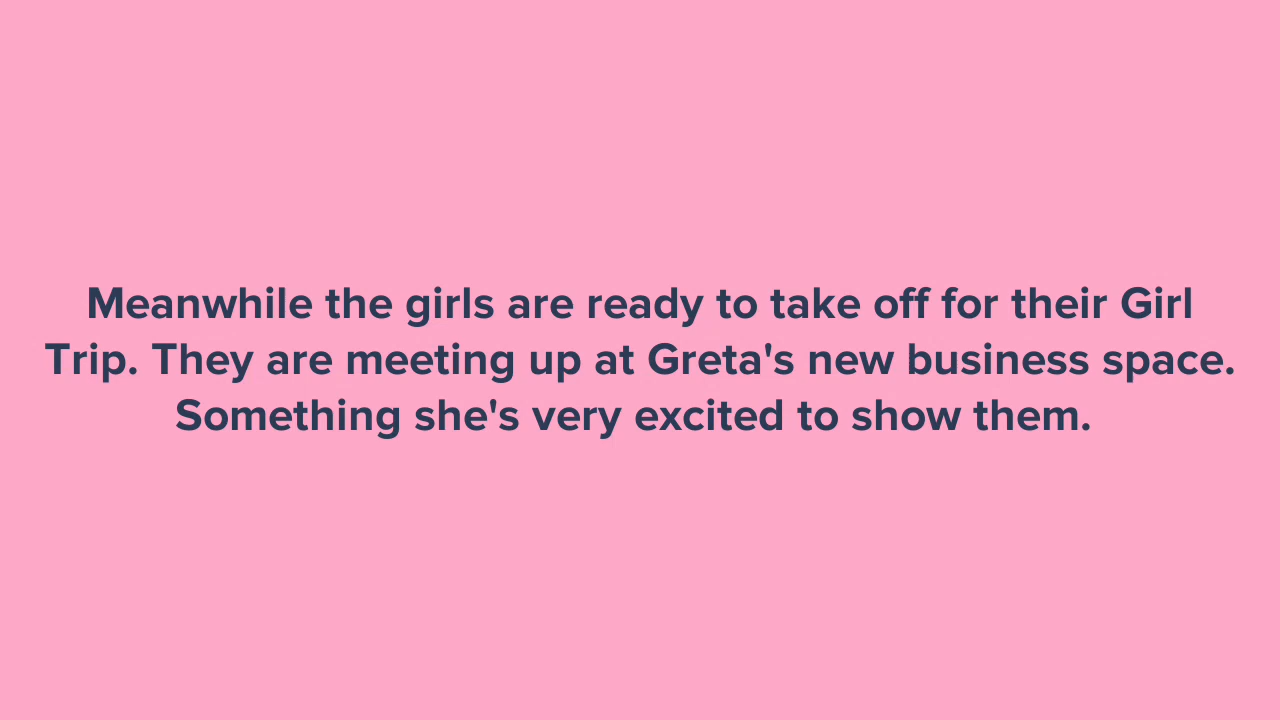 Meanwhile the girls are ready to take off for their Girl
Trip. They are meeting up at Greta's new business space.
Something she's very excited to show them.